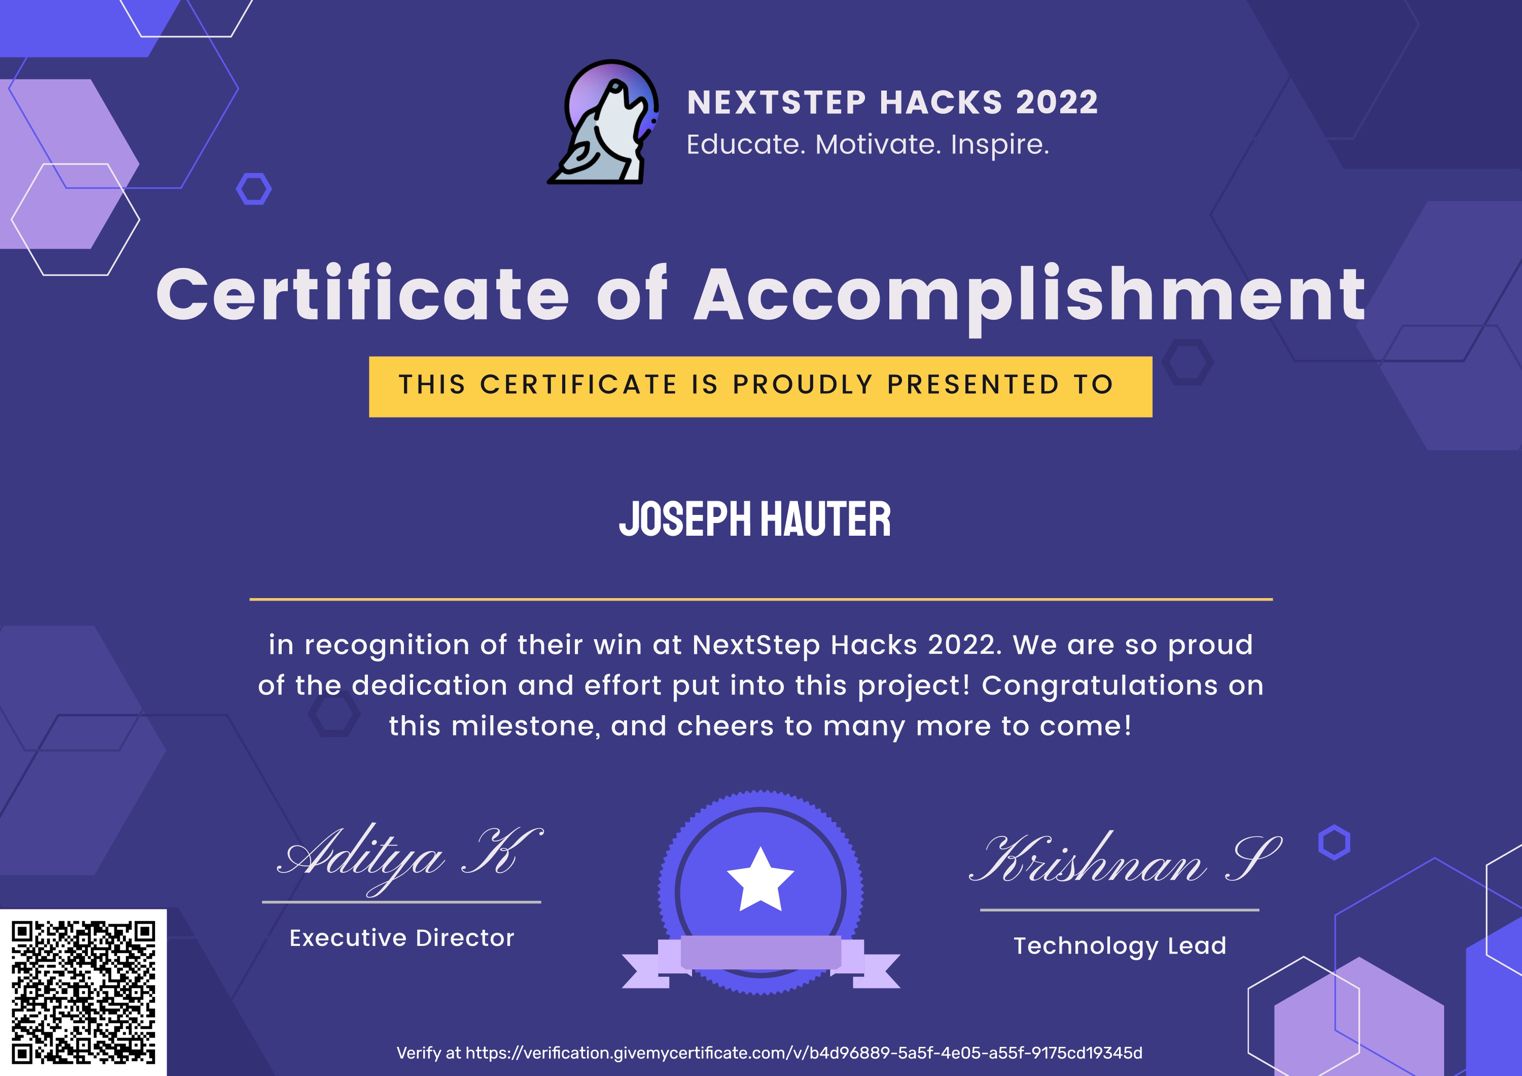 NEXTSTEP HACKS 2022
Educate. Motivate. Inspire.
Certificate of Accomplishment
THIS CERTIFICATE IS PROUDLY PRESENTED TO
JOSEPH HAUTER
in recognition of their win at NextStep Hacks 2022. We are so proud
of the dedication and effort put into this project! Congratulations on
this milestone, and cheers to many more to come!
Aditya K
Executive Director
Krishnan S
Technology Lead
Verify at https://verification.givemycertificate.com/v/b4d96889-5a5f-4e05-a55f-9175cd19345d